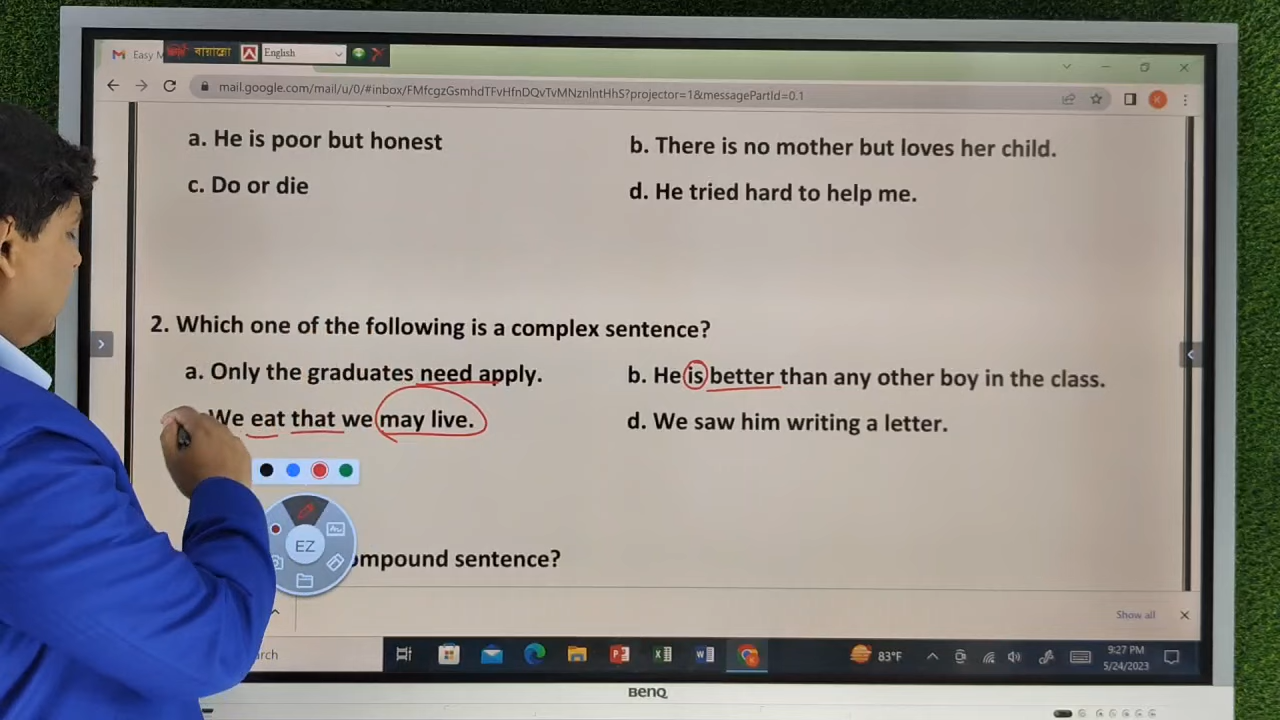 Easy M
বায়ান্নো
English
mail.google.com/mail/u/0/#inbox/FMfcgzGsmhdTFvHfnDQvTvMNznlntHhS?projector=1&messagePartId=0.1
a. He is poor but honest
b. There is no mother but loves her child.
c. Do or die
d. He tried hard to help me.
2. Which one of the following is a complex sentence?
a. Only the graduates need apply.
b. He is better than any other boy in the class.
We eat that we may live.
d. We saw him writing a letter.
EZ
ompound sentence?
Show all
rch
83°F
9:27 PM
5/24/2023
BenQ